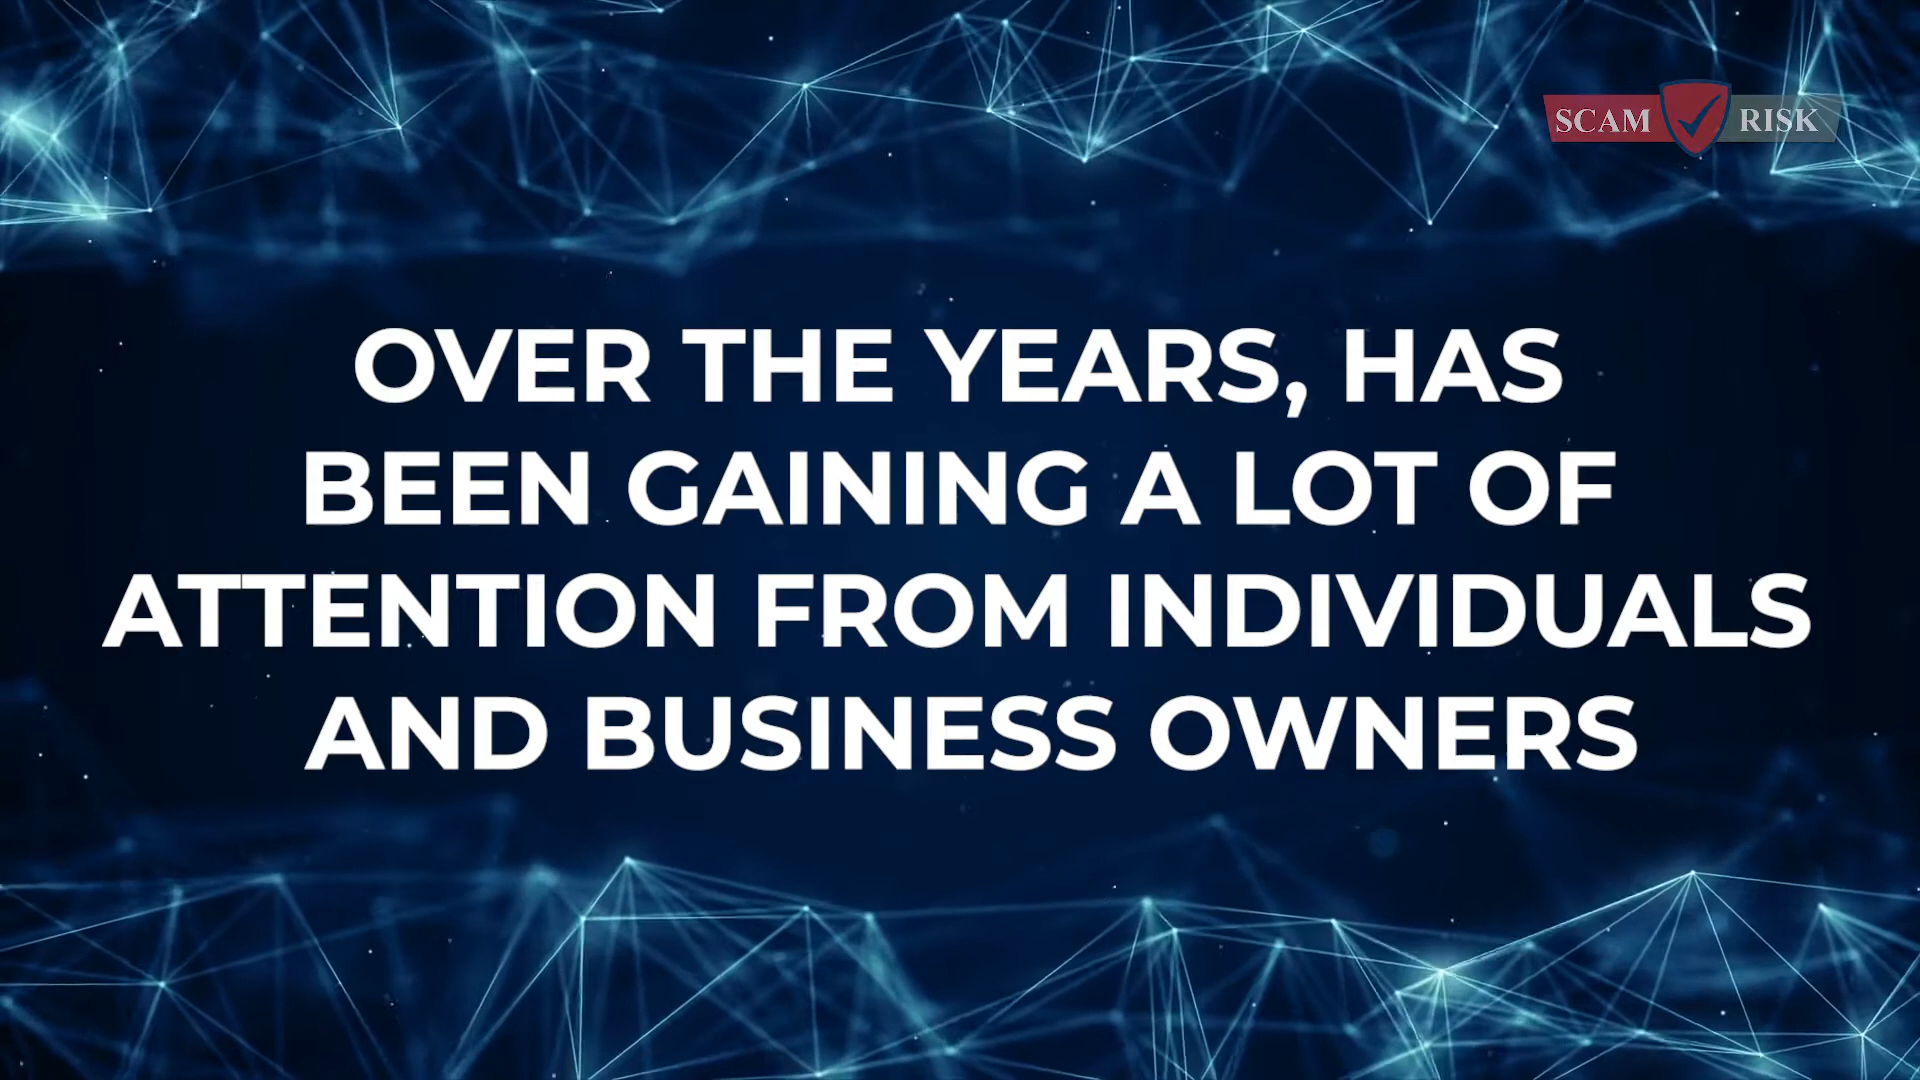 SCAM RISK
OVER THE YEARS, HAS
BEEN GAINING A LOT OF
ATTENTION FROM INDIVIDUALS
AND BUSINESS OWNERS